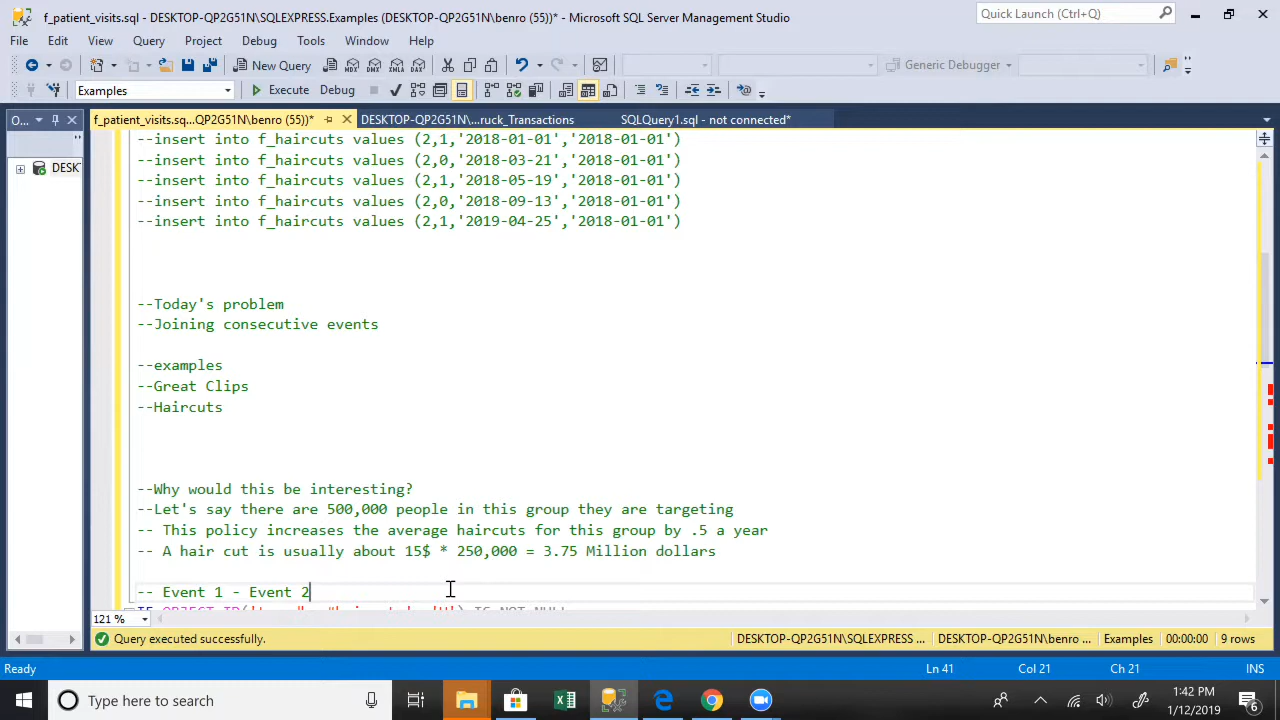 f_patient_visits.sql - DESKTOP-QP2G51N\SQLEXPRESS.Examples (DESKTOP-QP2G51N\benro (55))* - Microsoft SQL Server Management Studio
Quick Launch (Ctrl+Q)
File Edit View Query Project Debug Tools Window Help
New Query MDX DMX XMLA DAX Generic Debugger
Examples Execute Debug
O... f_patient_visits.sq...QP2G51N\benro (55))* DESKTOP-QP2G51N...ruck_Transactions SQLQuery1.sql - not connected*
--insert into f_haircuts values (2,1,'2018-01-01','2018-01-01')
--insert into f_haircuts values (2,0,'2018-03-21','2018-01-01')
DESK
--insert into f_haircuts values (2,1,'2018-05-19','2018-01-01')
--insert into f_haircuts values (2,0,'2018-09-13','2018-01-01')
--insert into f_haircuts values (2,1,'2019-04-25','2018-01-01')
--Today's problem
--Joining consecutive events
--examples
--Great Clips
--Haircuts
--Why would this be interesting?
--Let's say there are 500,000 people in this group they are targeting
-- This policy increases the average haircuts for this group by .5 a year
-- A hair cut is usually about 15$ * 250,000 = 3.75 Million dollars
-- Event 1 - Event 2
121 %
Query executed successfully. DESKTOP-QP2G51N\SQLEXPRESS ... DESKTOP-QP2G51N\benro ... Examples 00:00:00 9 rows
Ready Ln 41 Col 21 Ch 21 INS
Type here to search
1:42 PM
1/12/2019
6